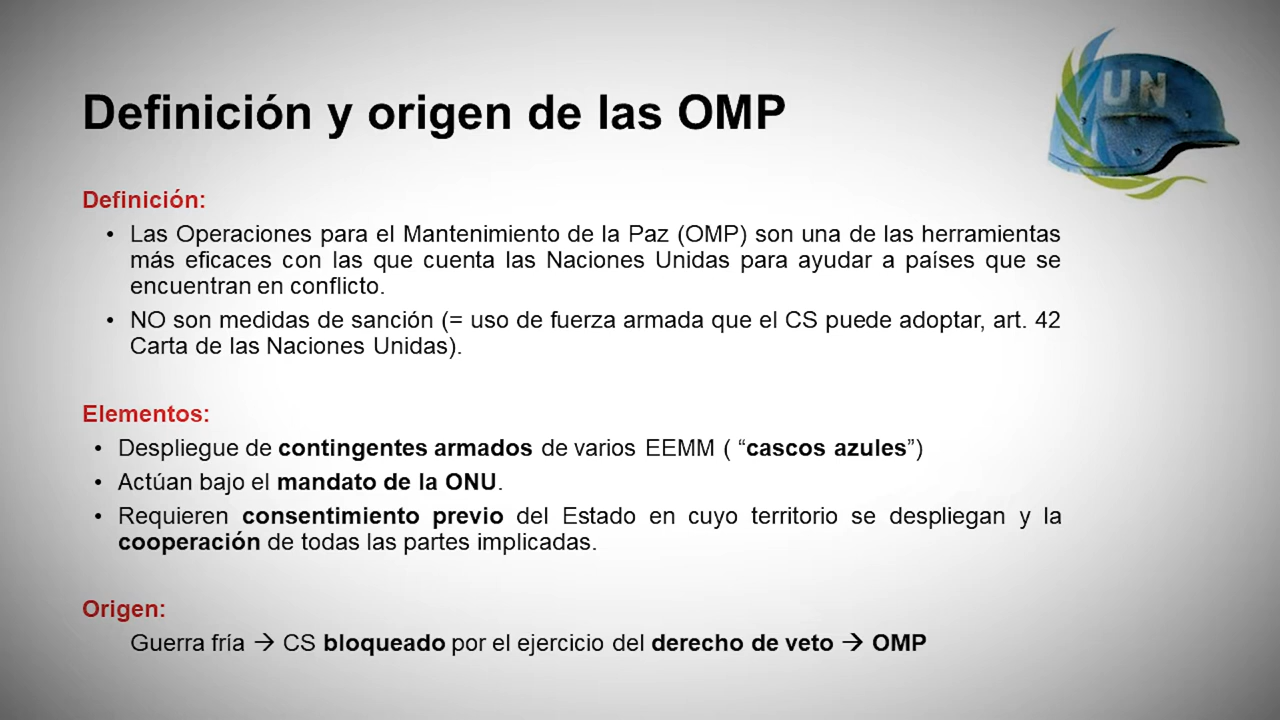 UN
Definición y origen de las OMP
Definición:
• Las Operaciones para el Mantenimiento de la Paz (OMP) son una de las herramientas
más eficaces con las que cuenta las Naciones Unidas para ayudar a países que se
encuentran en conflicto.
• NO son medidas de sanción (= uso de fuerza armada que el CS puede adoptar, art. 42
Carta de las Naciones Unidas).
Elementos:
• Despliegue de contingentes armados de varios EEMM ( “cascos azules”)
• Actúan bajo el mandato de la ONU.
• Requieren consentimiento previo del Estado en cuyo territorio se despliegan y la
cooperación de todas las partes implicadas.
Origen:
Guerra fría → CS bloqueado por el ejercicio del derecho de veto → OMP